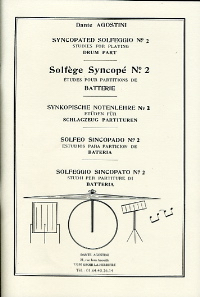 Dante AGOSTINI
SYNCOPATED SOLFEGGIO Nº 2
STUDIES FOR PLAYING
DRUM PART
Solfège Syncopé Nº 2
ÉTUDES POUR PARTITIONS DE
BATTERIE
SYNKOPISCHE NOTENLEHRE Nr 2
ETÜDEN FÜR
SCHLAGZEUG PARTITUREN
SOLFEO SINCOPADO Nº 2
ESTUDIOS PARA PARTICION DE
BATERIA
SOLFEGGIO SINCOPATO Nº 2
STUDI PER PARTITURE DI
BATTERIA
DANTE AGOSTINI